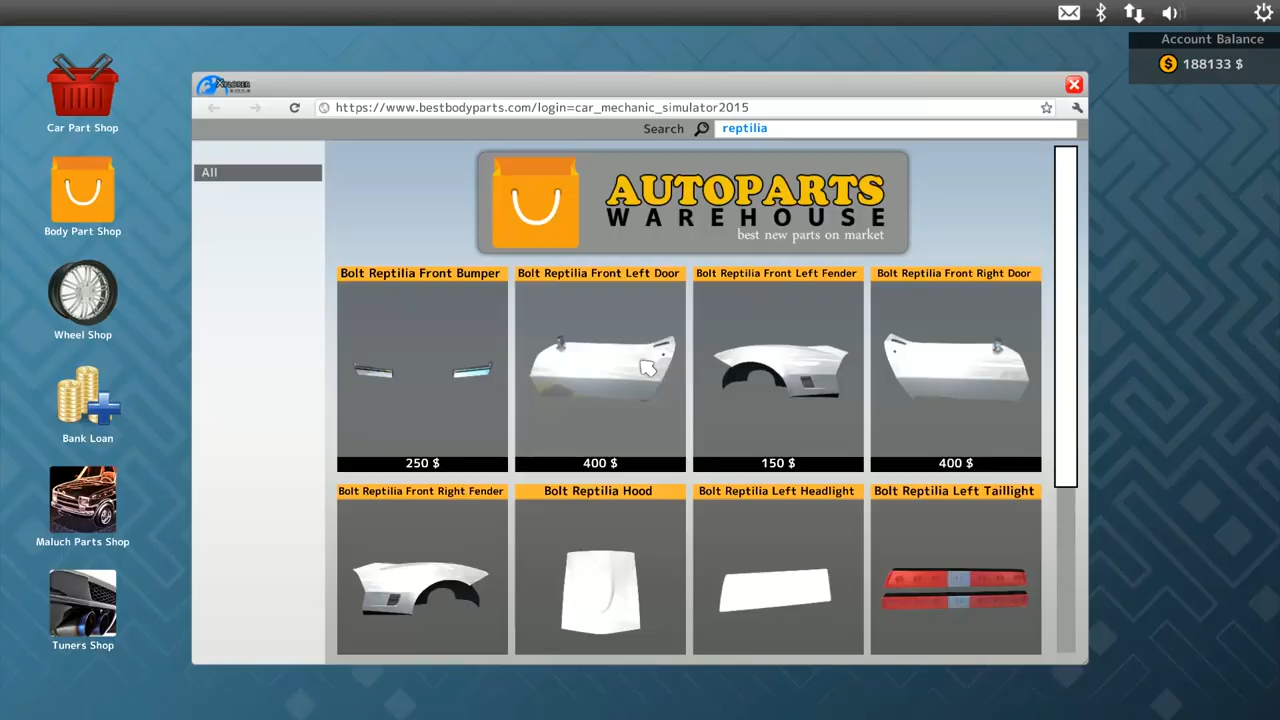 Account Balance
188133 $
Car Part Shop
Body Part Shop
Wheel Shop
Bank Loan
Maluch Parts Shop
Tuners Shop
https://www.bestbodyparts.com/login=car_mechanic_simulator2015
Search
reptilia
All
AUTOPARTS
WAREHOUSE
best new parts on market
Bolt Reptilia Front Bumper
250 $
Bolt Reptilia Front Left Door
400 $
Bolt Reptilia Front Left Fender
150 $
Bolt Reptilia Front Right Door
400 $
Bolt Reptilia Front Right Fender
Bolt Reptilia Hood
Bolt Reptilia Left Headlight
Bolt Reptilia Left Taillight